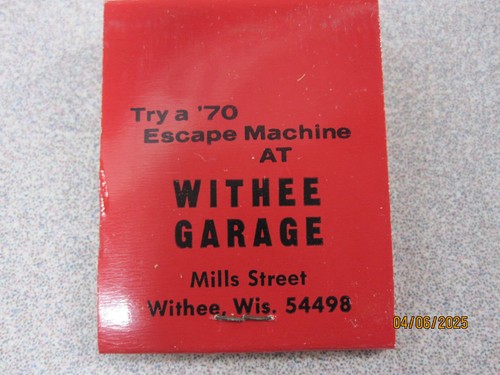 Try a '70
Escape Machine
AT
WITHEE
GARAGE
Mills Street
Withee, Wis. 54498
04/06/2025